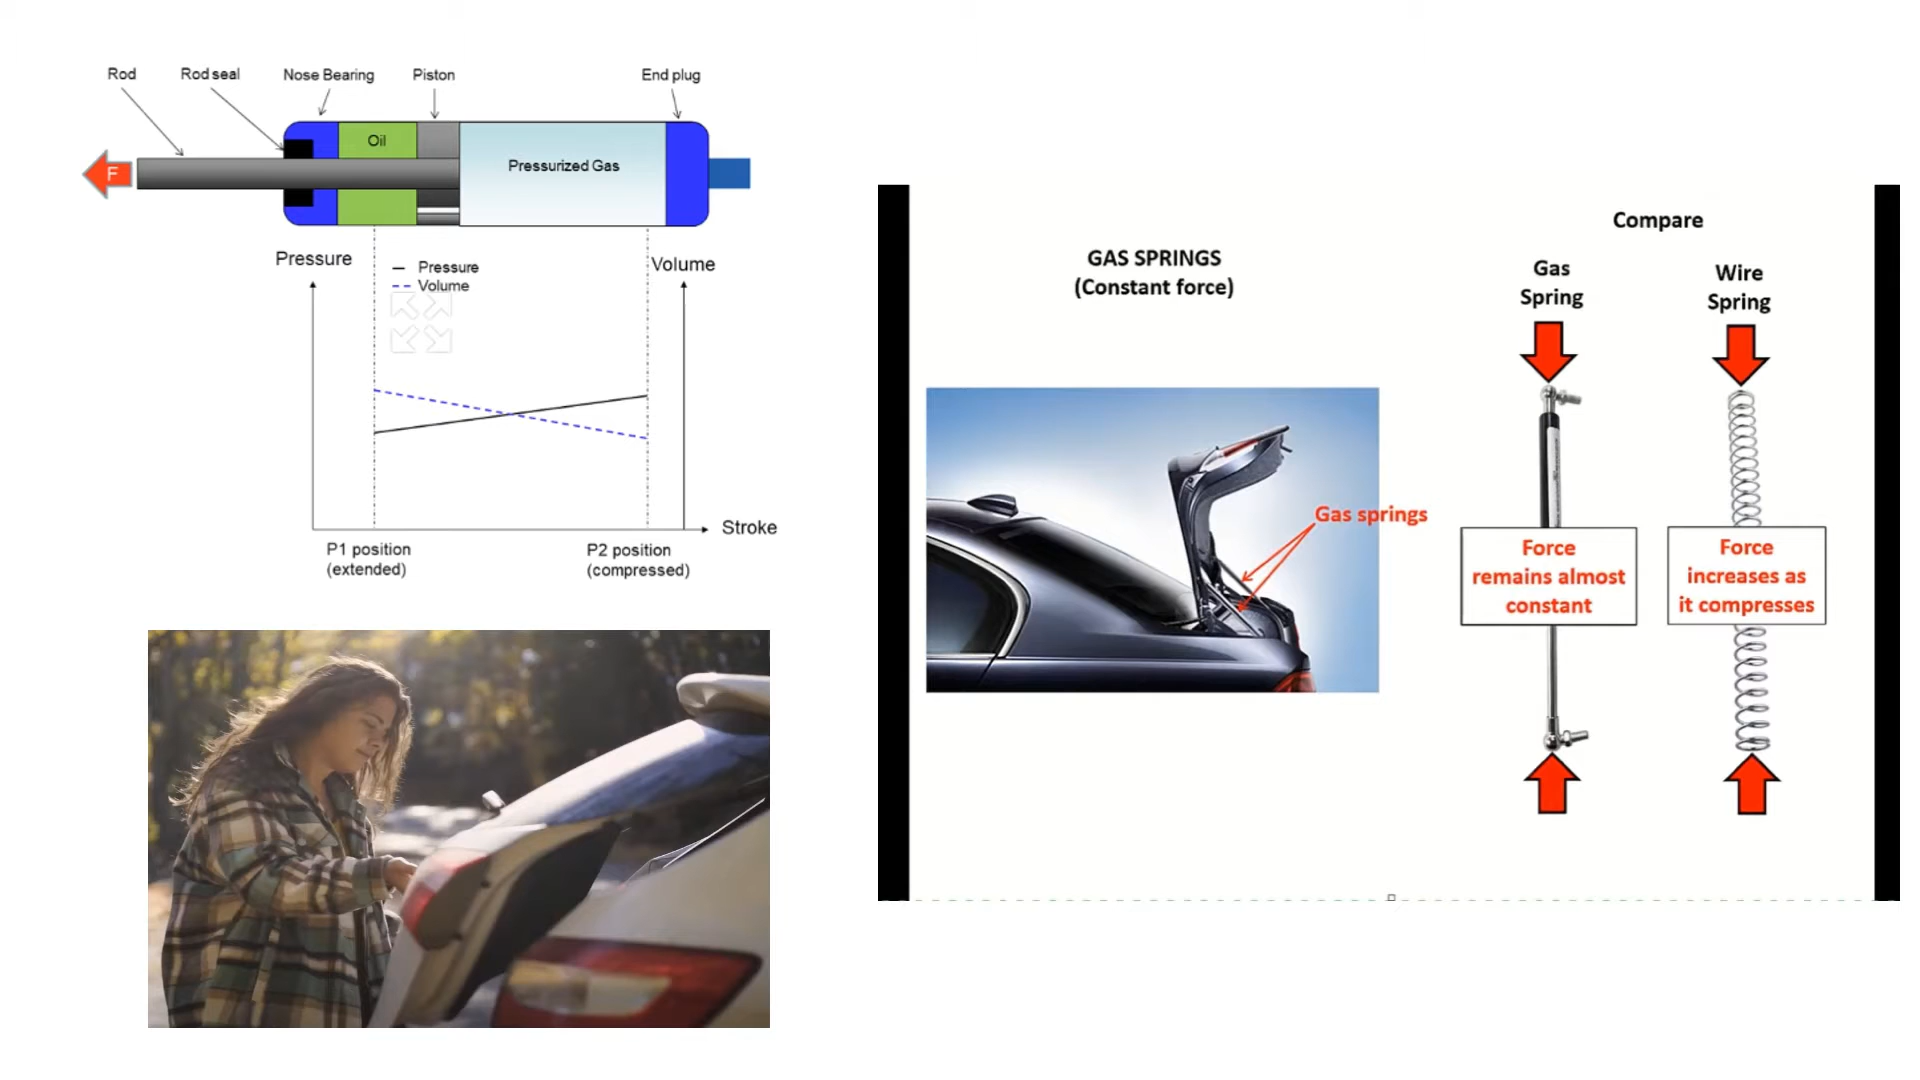 Rod
Rod seal
Nose Bearing
Piston
End plug
F
Oil
Pressurized Gas
Pressure
Volume
Pressure
Volume
Stroke
P1 position
(extended)
P2 position
(compressed)
GAS SPRINGS
(Constant force)
Gas springs
Compare
Gas
Spring
Wire
Spring
Force
remains almost
constant
Force
increases as
it compresses